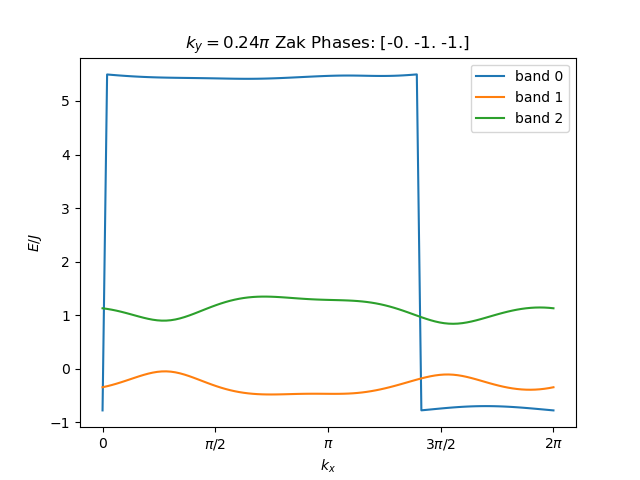 $k_y = 0.24\pi$ Zak Phases: [-0. -1. -1.]
band 0
band 1
band 2
E/J
5
4
3
2
1
0
−1
0
π/2
π
3π/2
2π
$k_x$